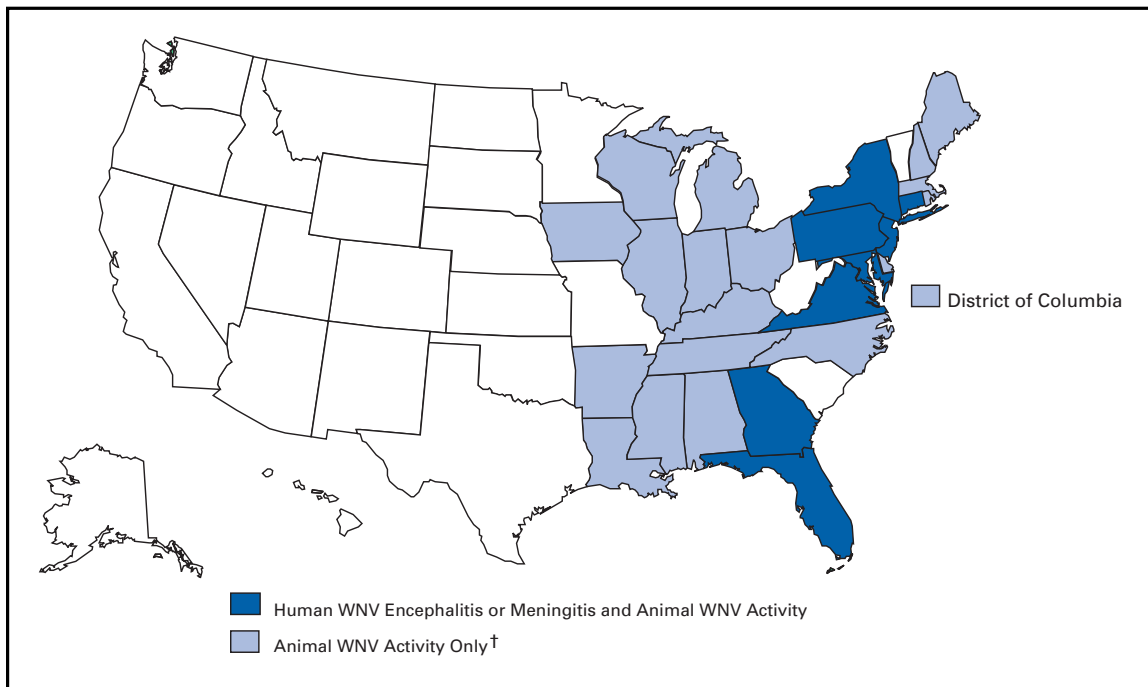 District of Columbia
Human WNV Encephalitis or Meningitis and Animal WNV Activity
Animal WNV Activity Only†